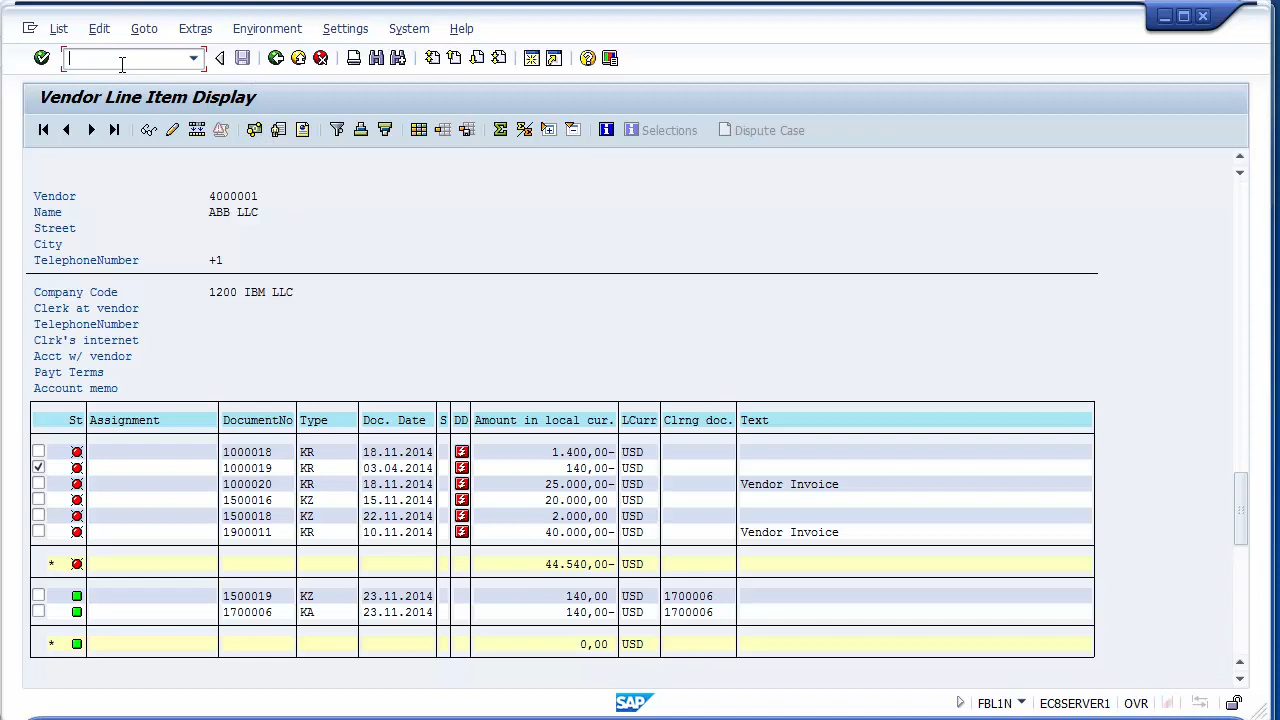 List Edit Goto Extras Environment Settings System Help
Vendor Line Item Display
Selections Dispute Case
Vendor 4000001
Name ABB LLC
Street
City
TelephoneNumber +1
Company Code 1200 IBM LLC
Clerk at vendor
TelephoneNumber
Clrk's internet
Acct w/ vendor
Payt Terms
Account memo
St Assignment DocumentNo Type Doc. Date S DD Amount in local cur. LCurr Clrng doc. Text
1000018 KR 18.11.2014 1.400,00- USD
1000019 KR 03.04.2014 140,00- USD
1000020 KR 18.11.2014 25.000,00- USD Vendor Invoice
1500016 KZ 15.11.2014 20.000,00 USD
1500018 KZ 22.11.2014 2.000,00 USD
1900011 KR 10.11.2014 40.000,00- USD Vendor Invoice
* 44.540,00- USD
1500019 KZ 23.11.2014 140,00 USD 1700006
1700006 KA 23.11.2014 140,00- USD 1700006
* 0,00 USD
SAP FBL1N EC8SERVER1 OVR